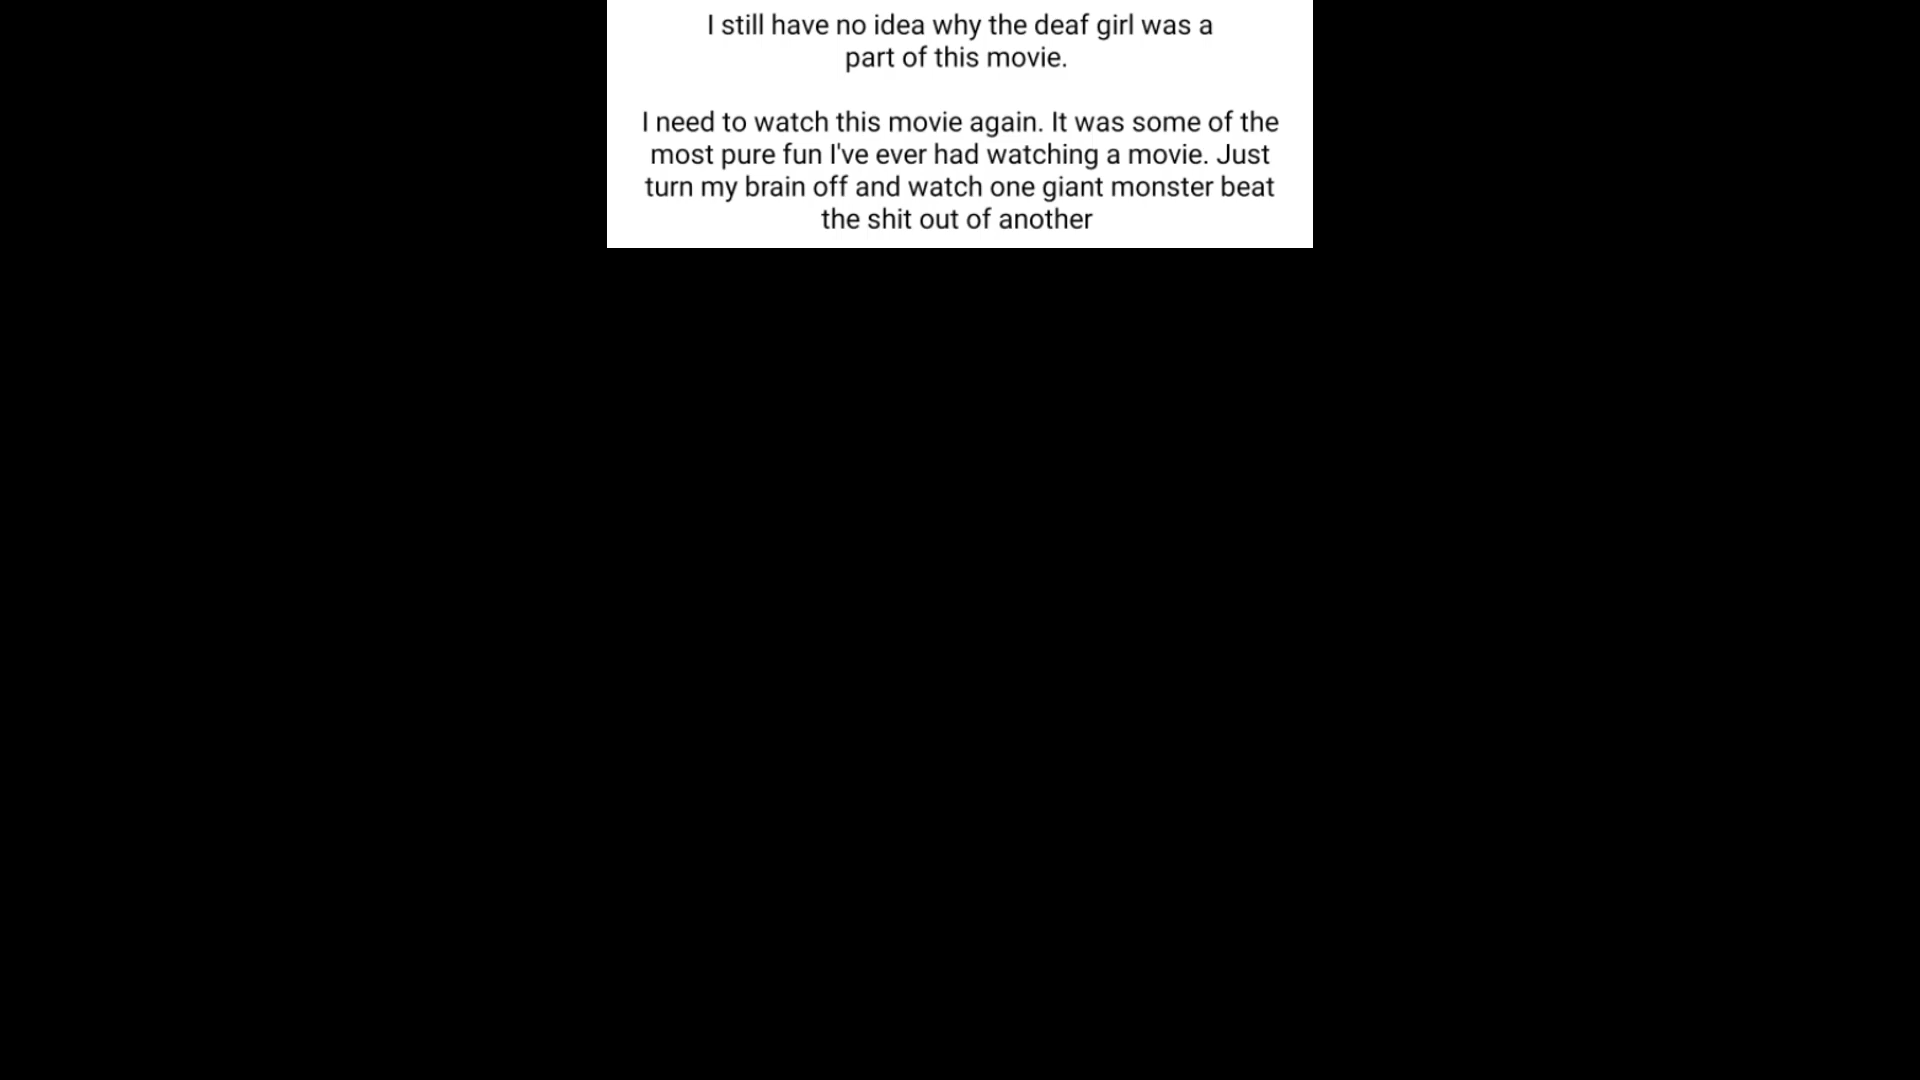 I still have no idea why the deaf girl was a
part of this movie.
I need to watch this movie again. It was some of the
most pure fun I've ever had watching a movie. Just
turn my brain off and watch one giant monster beat
the shit out of another